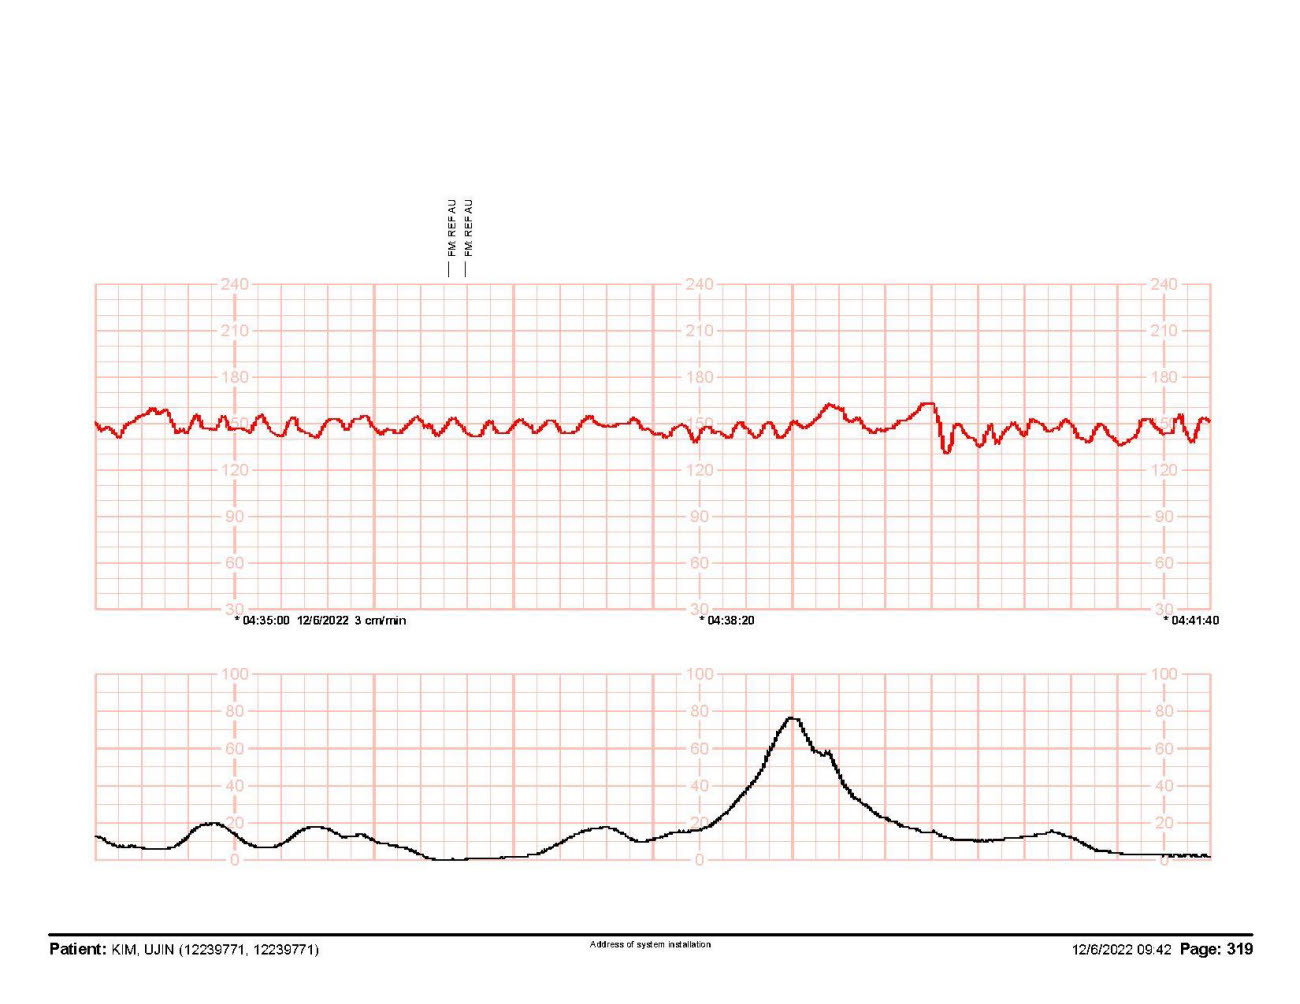 FM: REF AU
FM: REF AU
240 240 240
210 210 210
180 180 180
150 150 150
120 120 120
90 90 90
60 60 60
30 30 30
* 04:35:00 12/6/2022 3 cm/min * 04:38:20 * 04:41:40
100 100 100
80 80 80
60 60 60
40 40 40
20 20 20
0 0 0
Patient: KIM, UJIN (12239771, 12239771) Address of system installation 12/6/2022 09:42 Page: 319